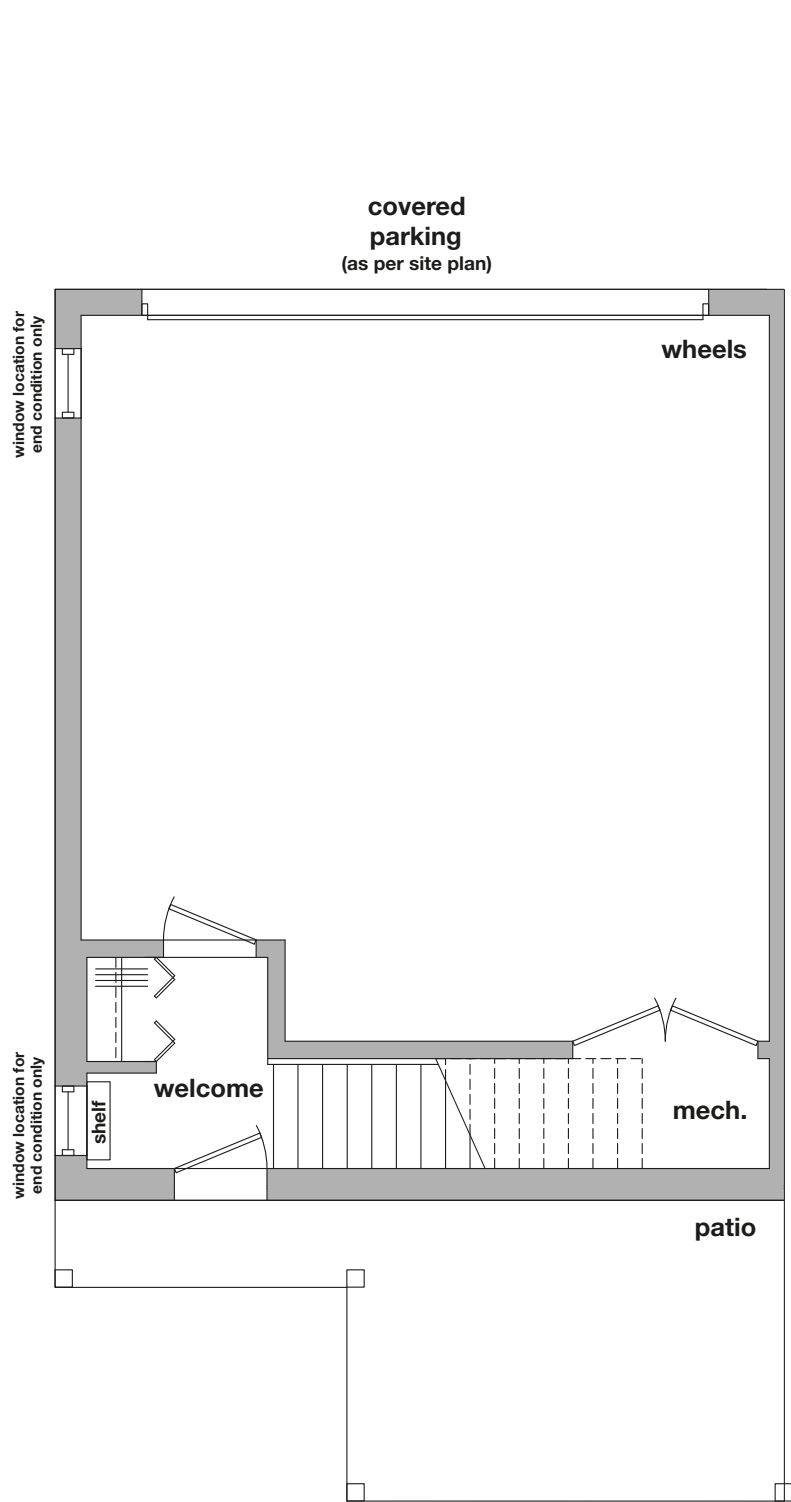 covered
parking
(as per site plan)
window location for
end condition only
wheels
window location for
end condition only
shelf
welcome
mech.
patio